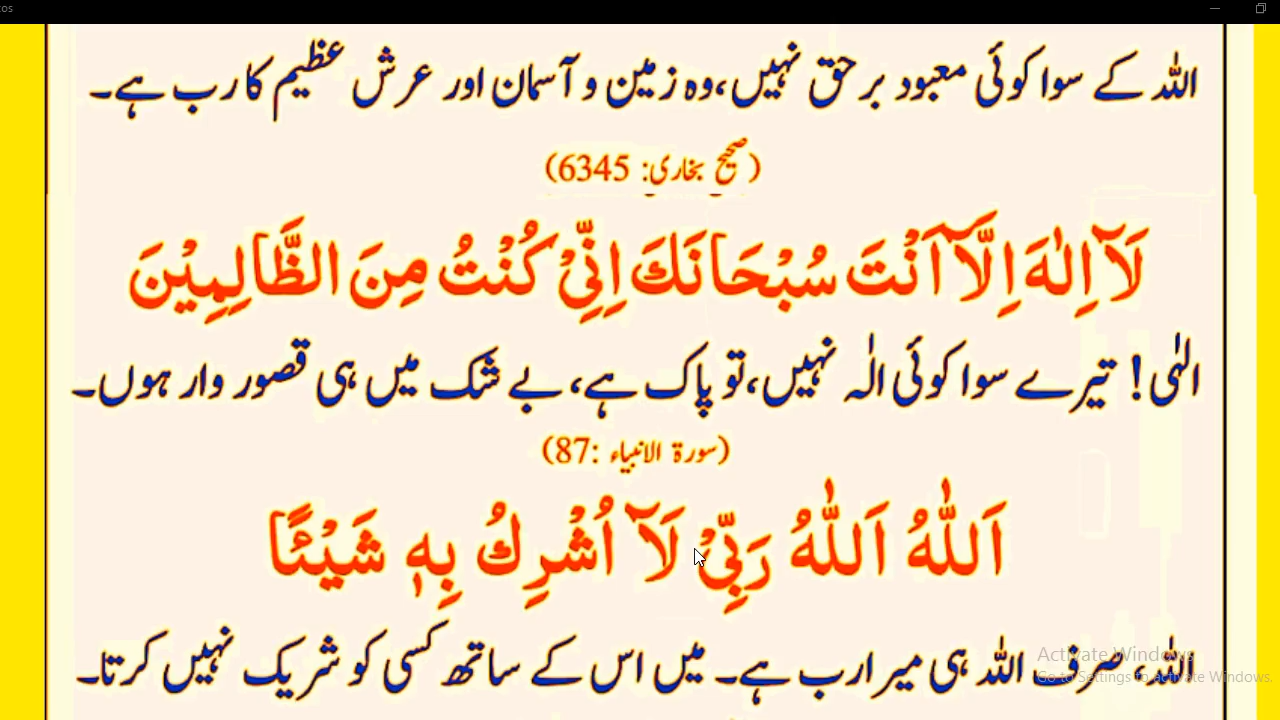 tos
اللہ کے سوا کوئی معبود برحق نہیں، وہ زمین و آسمان اور عرش عظیم کا رب ہے۔
(صحیح بخاری: 6345)
لَآ اِلٰهَ اِلَّآ اَنْتَ سُبْحَانَكَ اِنِّيْ كُنْتُ مِنَ الظَّالِمِيْنَ
الٰہی! تیرے سوا کوئی الٰہ نہیں، تو پاک ہے، بے شک میں ہی قصور وار ہوں۔
(سورۃ الانبیاء :87)
اَللّٰهُ اَللّٰهُ رَبِّيْ لَآ اُشْرِكُ بِهٖ شَيْئًا
اللہ، صرف اللہ ہی میرا رب ہے۔ میں اس کے ساتھ کسی کو شریک نہیں کرتا۔
Activate Windows
Go to Settings to activate Windows.